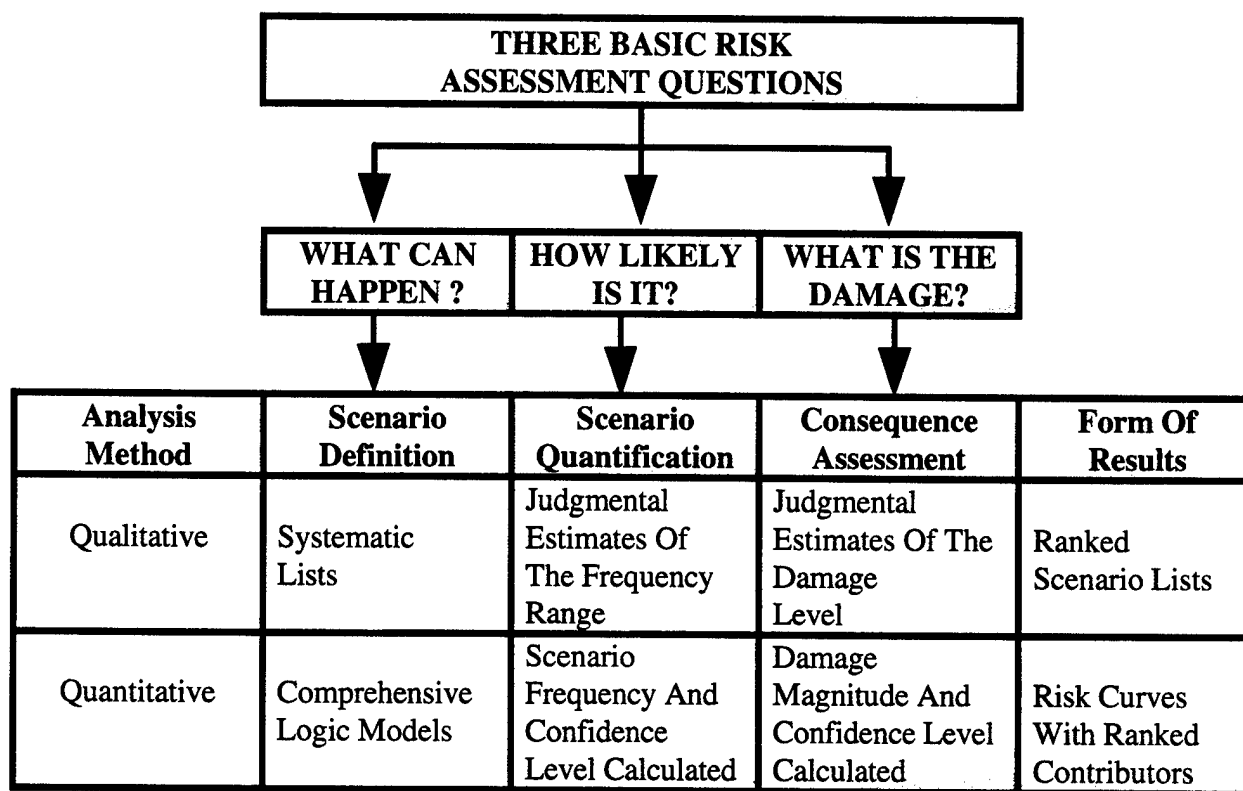 THREE BASIC RISK
ASSESSMENT QUESTIONS
WHAT CAN
HAPPEN ?
HOW LIKELY
IS IT?
WHAT IS THE
DAMAGE?
Analysis
Method
Scenario
Definition
Scenario
Quantification
Consequence
Assessment
Form Of
Results
Qualitative
Systematic
Lists
Judgmental
Estimates Of
The Frequency
Range
Judgmental
Estimates Of The
Damage
Level
Ranked
Scenario Lists
Quantitative
Comprehensive
Logic Models
Scenario
Frequency And
Confidence
Level Calculated
Damage
Magnitude And
Confidence Level
Calculated
Risk Curves
With Ranked
Contributors